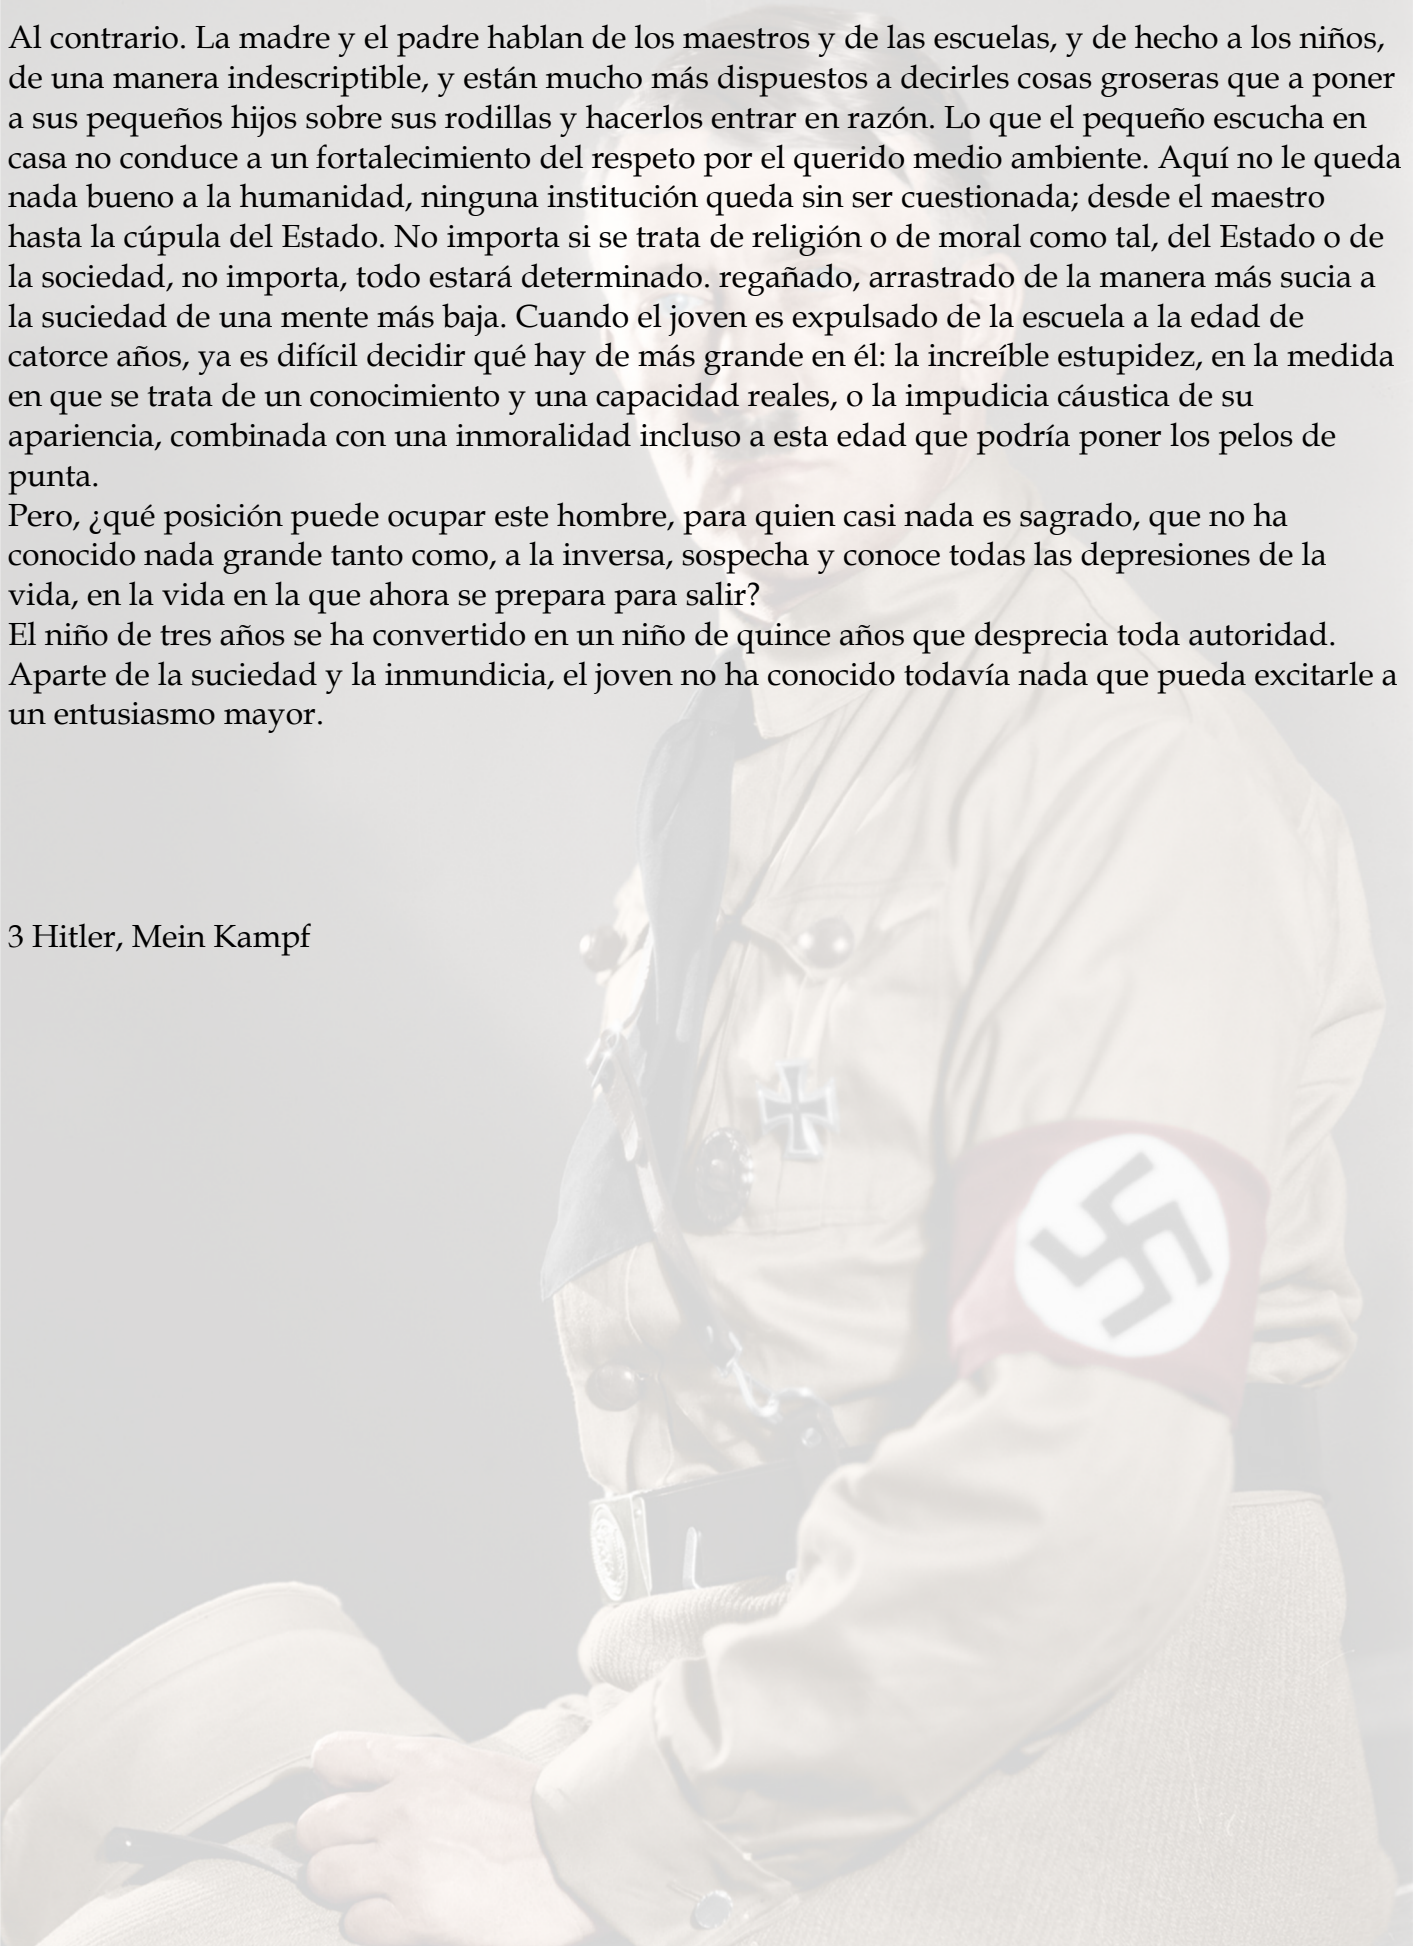 Al contrario. La madre y el padre hablan de los maestros y de las escuelas, y de hecho a los niños,
de una manera indescriptible, y están mucho más dispuestos a decirles cosas groseras que a poner
a sus pequeños hijos sobre sus rodillas y hacerlos entrar en razón. Lo que el pequeño escucha en
casa no conduce a un fortalecimiento del respeto por el querido medio ambiente. Aquí no le queda
nada bueno a la humanidad, ninguna institución queda sin ser cuestionada; desde el maestro
hasta la cúpula del Estado. No importa si se trata de religión o de moral como tal, del Estado o de
la sociedad, no importa, todo estará determinado. regañado, arrastrado de la manera más sucia a
la suciedad de una mente más baja. Cuando el joven es expulsado de la escuela a la edad de
catorce años, ya es difícil decidir qué hay de más grande en él: la increíble estupidez, en la medida
en que se trata de un conocimiento y una capacidad reales, o la impudicia cáustica de su
apariencia, combinada con una inmoralidad incluso a esta edad que podría poner los pelos de
punta.
Pero, ¿qué posición puede ocupar este hombre, para quien casi nada es sagrado, que no ha
conocido nada grande tanto como, a la inversa, sospecha y conoce todas las depresiones de la
vida, en la vida en la que ahora se prepara para salir?
El niño de tres años se ha convertido en un niño de quince años que desprecia toda autoridad.
Aparte de la suciedad y la inmundicia, el joven no ha conocido todavía nada que pueda excitarle a
un entusiasmo mayor.
3 Hitler, Mein Kampf